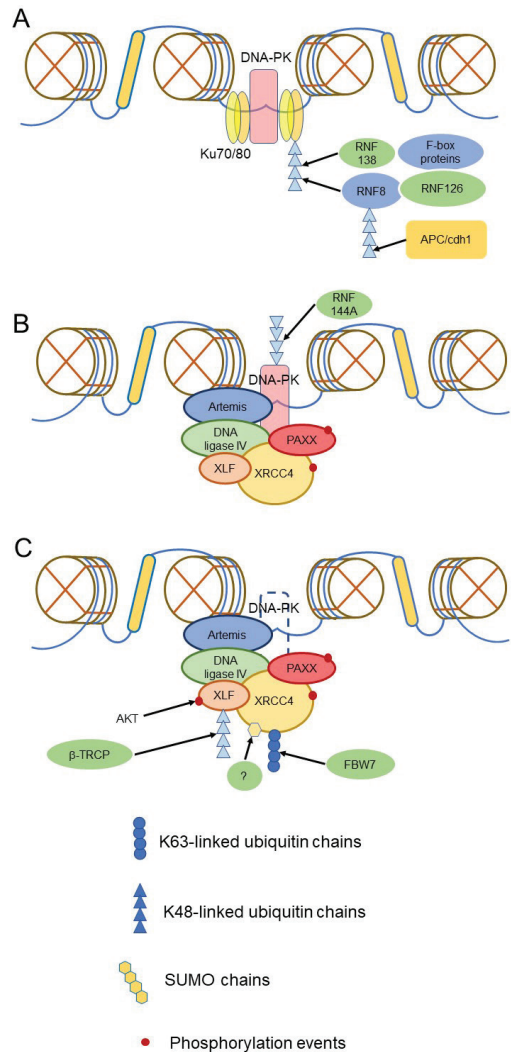 A
DNA-PK
Ku70/80
RNF
138
F-box
proteins
RNF8
RNF126
APC/cdh1
B
RNF
144A
DNA-PK
Artemis
DNA
ligase IV
PAXX
XLF
XRCC4
C
DNA-PK
Artemis
DNA
ligase IV
PAXX
XLF
XRCC4
AKT
β-TRCP
?
FBW7
K63-linked ubiquitin chains
K48-linked ubiquitin chains
SUMO chains
Phosphorylation events